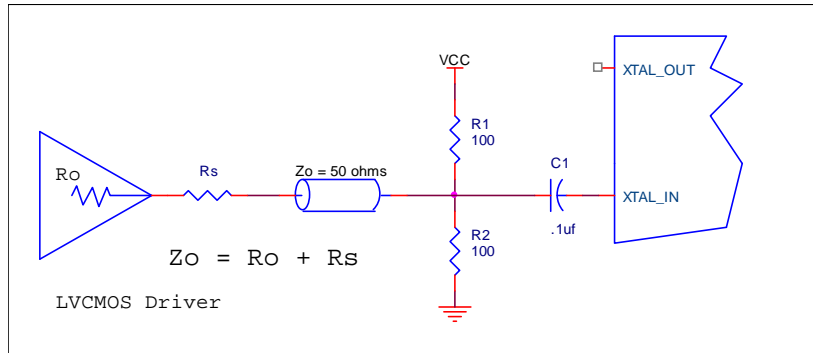 VCC
XTAL_OUT
R1
100
Ro
Rs
Zo = 50 ohms
C1
XTAL_IN
.1uf
R2
100
Zo = Ro + Rs
LVCMOS Driver